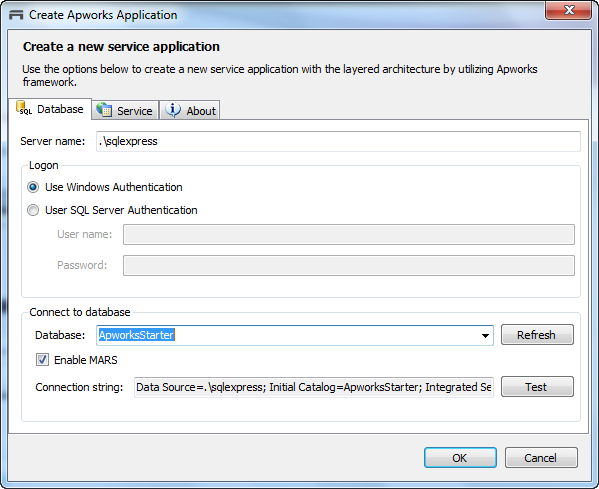 Create Apworks Application
Create a new service application
Use the options below to create a new service application with the layered architecture by utilizing Apworks
framework.
SQL Database Service i About
Server name: .\sqlexpress
Logon
Use Windows Authentication
User SQL Server Authentication
User name:
Password:
Connect to database
Database: ApworksStarter Refresh
Enable MARS
Connection string: Data Source=.\sqlexpress; Initial Catalog=ApworksStarter; Integrated Se Test
OK Cancel